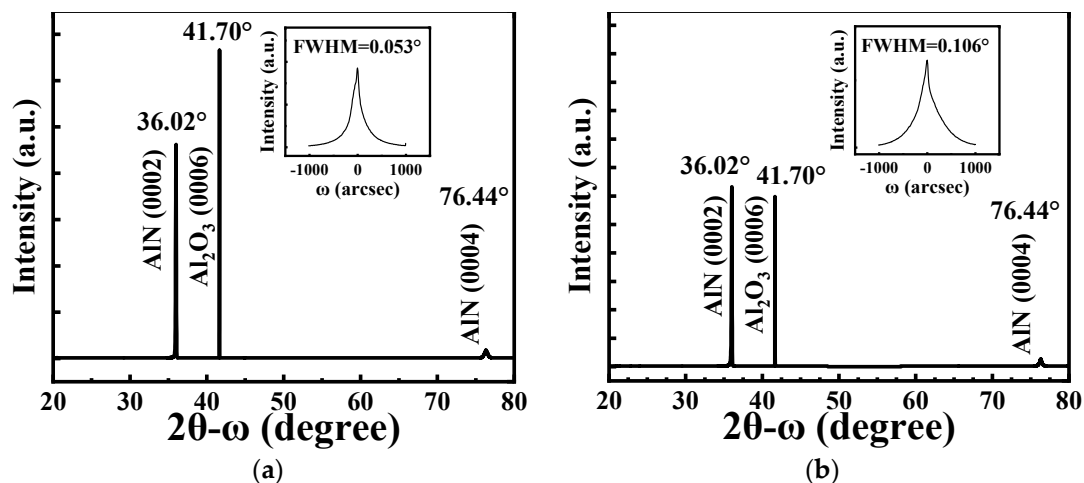 41.70°
FWHM=0.053°
Intensity (a.u.)
-1000 0 1000
ω (arcsec)
36.02°
76.44°
Intensity (a.u.)
AlN (0002)
Al₂O₃ (0006)
AlN (0004)
20 30 40 50 60 70 80
2θ-ω (degree)
(a)
FWHM=0.106°
Intensity (a.u.)
-1000 0 1000
ω (arcsec)
36.02°
41.70°
76.44°
Intensity (a.u.)
AlN (0002)
Al₂O₃ (0006)
AlN (0004)
20 30 40 50 60 70 80
2θ-ω (degree)
(b)